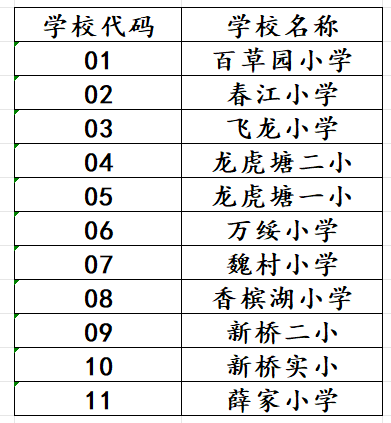 学校代码 学校名称
01 百草园小学
02 春江小学
03 飞龙小学
04 龙虎塘二小
05 龙虎塘一小
06 万绥小学
07 魏村小学
08 香槟湖小学
09 新桥二小
10 新桥实小
11 薛家小学